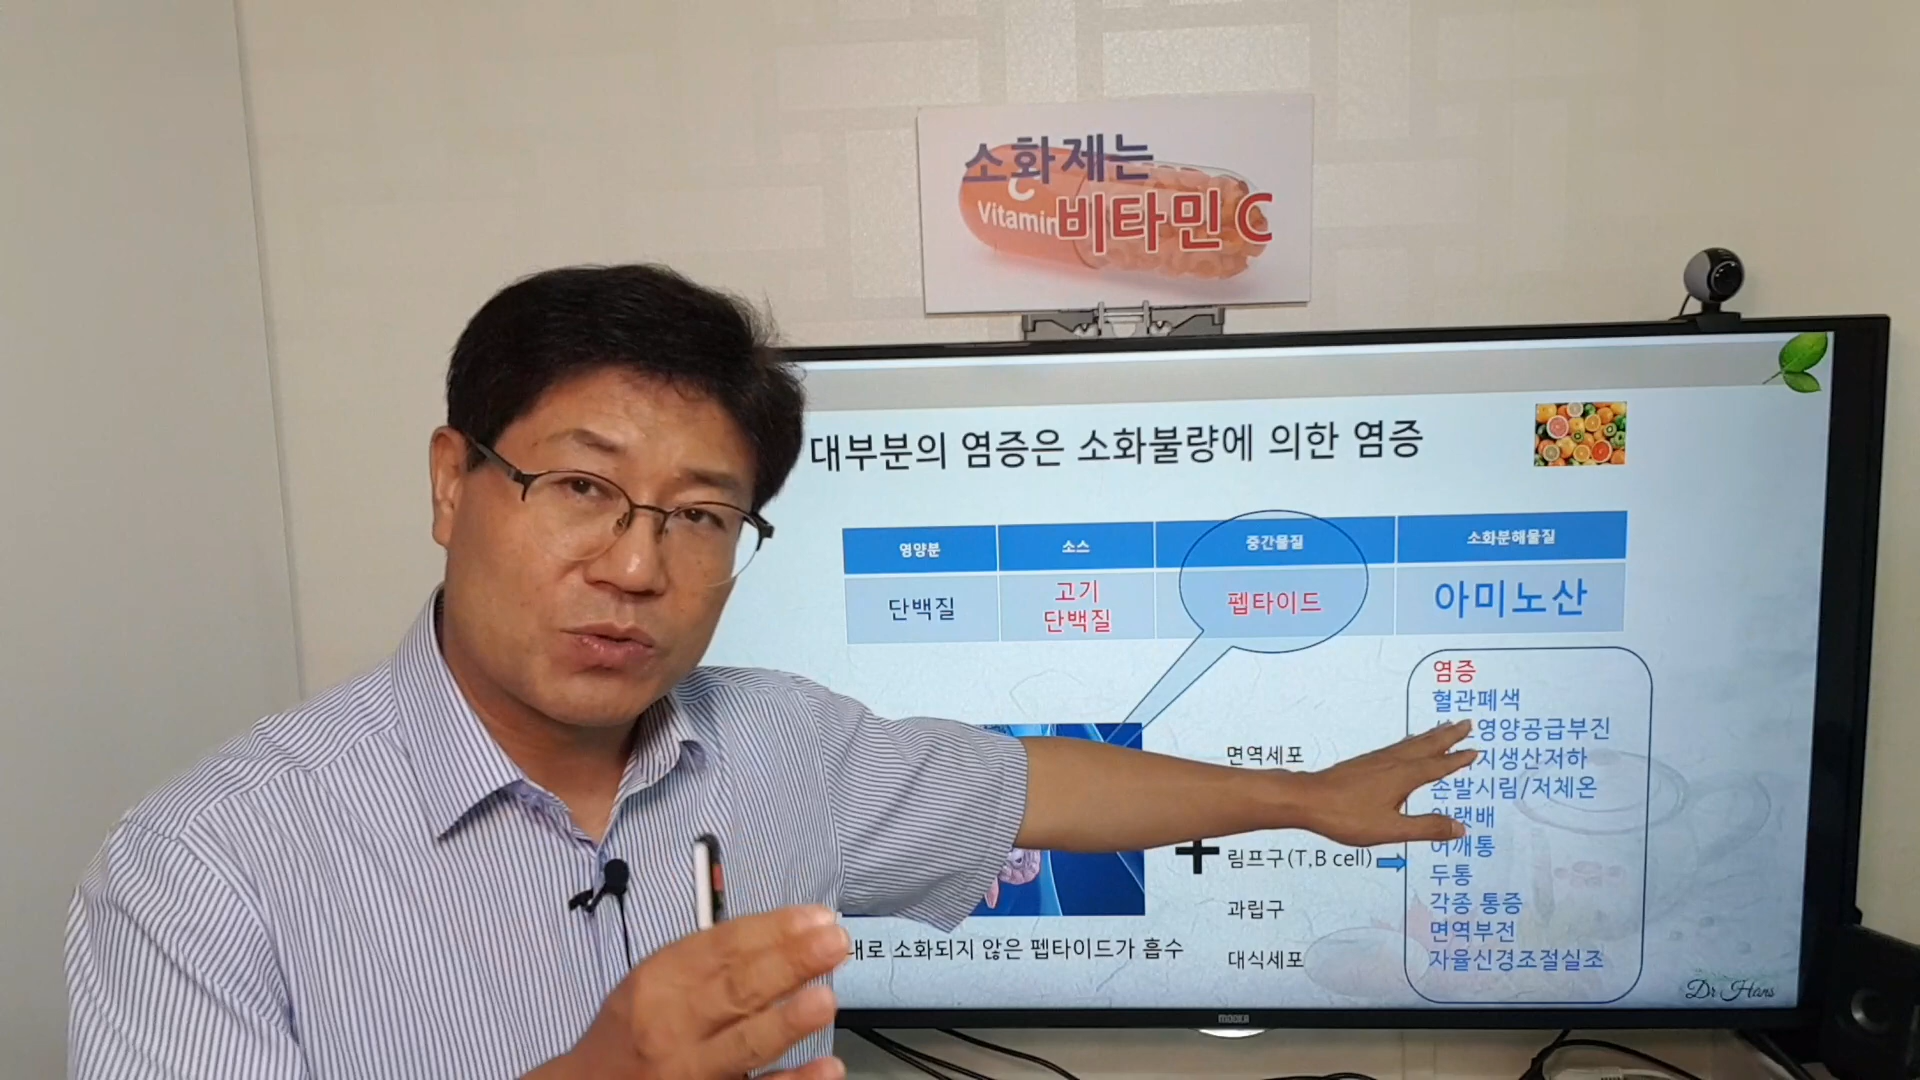 소화제는
C
Vitamin
비타민 C
대부분의 염증은 소화불량에 의한 염증
영양분 소스 중간물질 소화분해물질
단백질 고기 단백질 펩타이드 아미노산
염증
혈관폐색
영양공급부진
생산저하
손발시림/저체온
아랫배
어깨통
두통
각종 통증
면역부전
자율신경조절실조
면역세포
+
림프구(T,B cell)
과립구
대식세포
대로 소화되지 않은 펩타이드가 흡수
Dr Hans